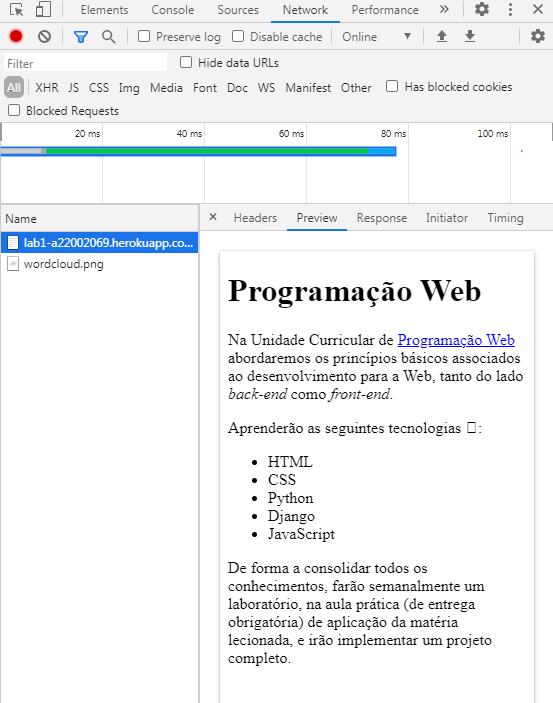 Elements Console Sources Network Performance »
Preserve log Disable cache Online
Filter Hide data URLs
All XHR JS CSS Img Media Font Doc WS Manifest Other Has blocked cookies
Blocked Requests
20 ms 40 ms 60 ms 80 ms 100 ms
Name × Headers Preview Response Initiator Timing
lab1-a22002069.herokuapp.co...
wordcloud.png
Programação Web
Na Unidade Curricular de Programação Web
abordaremos os princípios básicos associados
ao desenvolvimento para a Web, tanto do lado
back-end como front-end.
Aprenderão as seguintes tecnologias :
• HTML
• CSS
• Python
• Django
• JavaScript
De forma a consolidar todos os
conhecimentos, farão semanalmente um
laboratório, na aula prática (de entrega
obrigatória) de aplicação da matéria
lecionada, e irão implementar um projeto
completo.